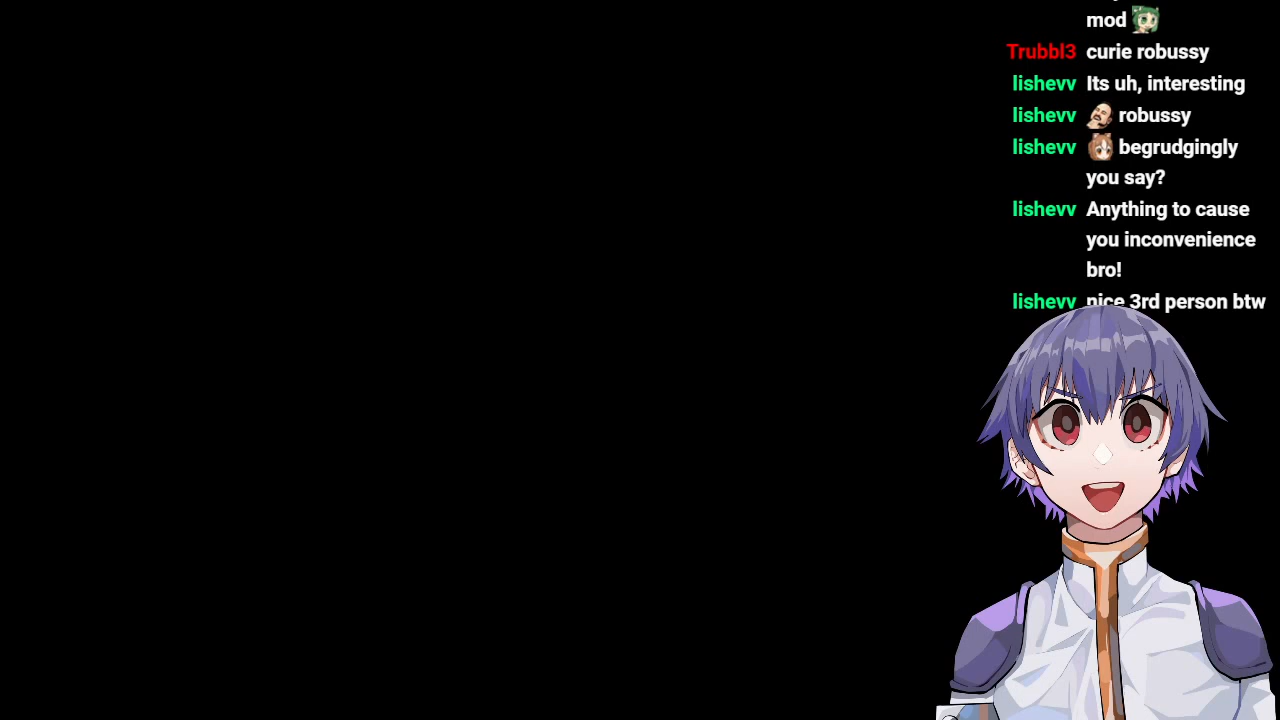 mod
Trubbl3 curie robussy
lishevv Its uh, interesting
lishevv robussy
lishevv begrudgingly
you say?
lishevv Anything to cause
you inconvenience
bro!
lishevv nice 3rd person btw